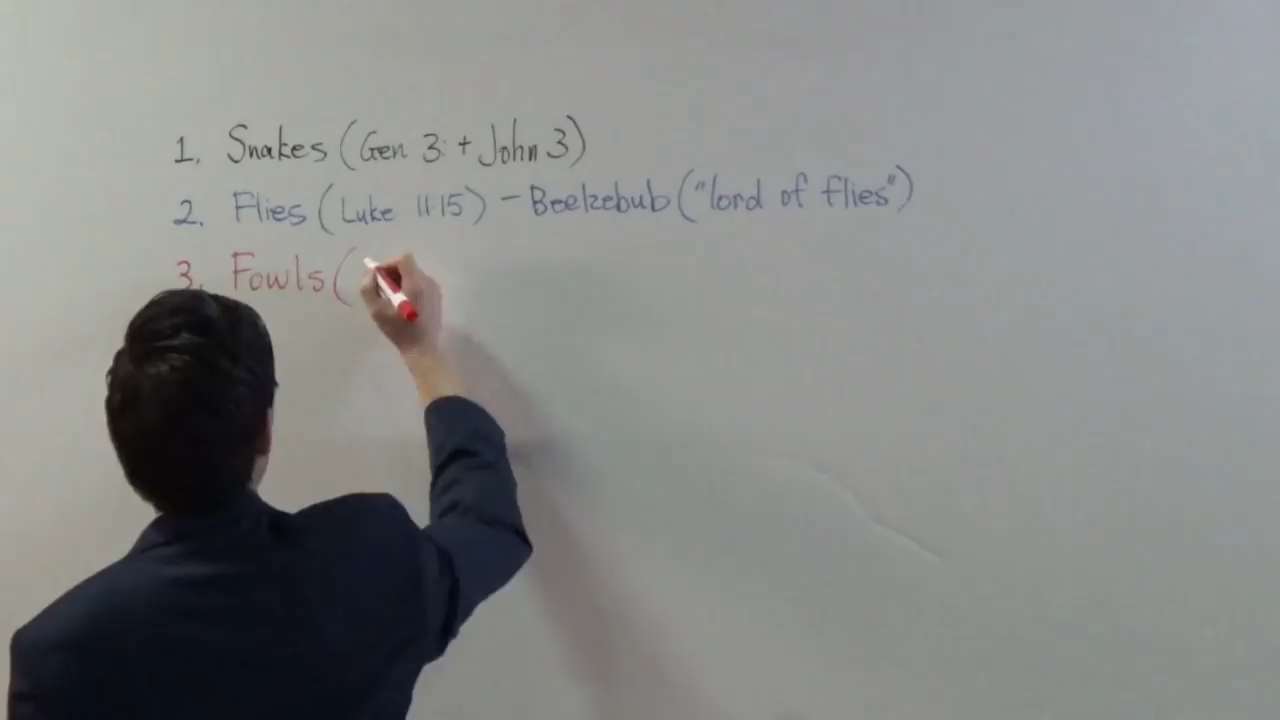 1. Snakes (Gen 3: + John 3)
2. Flies (Luke 11:15) - Beelzebub ("lord of flies")
3. Fowls (